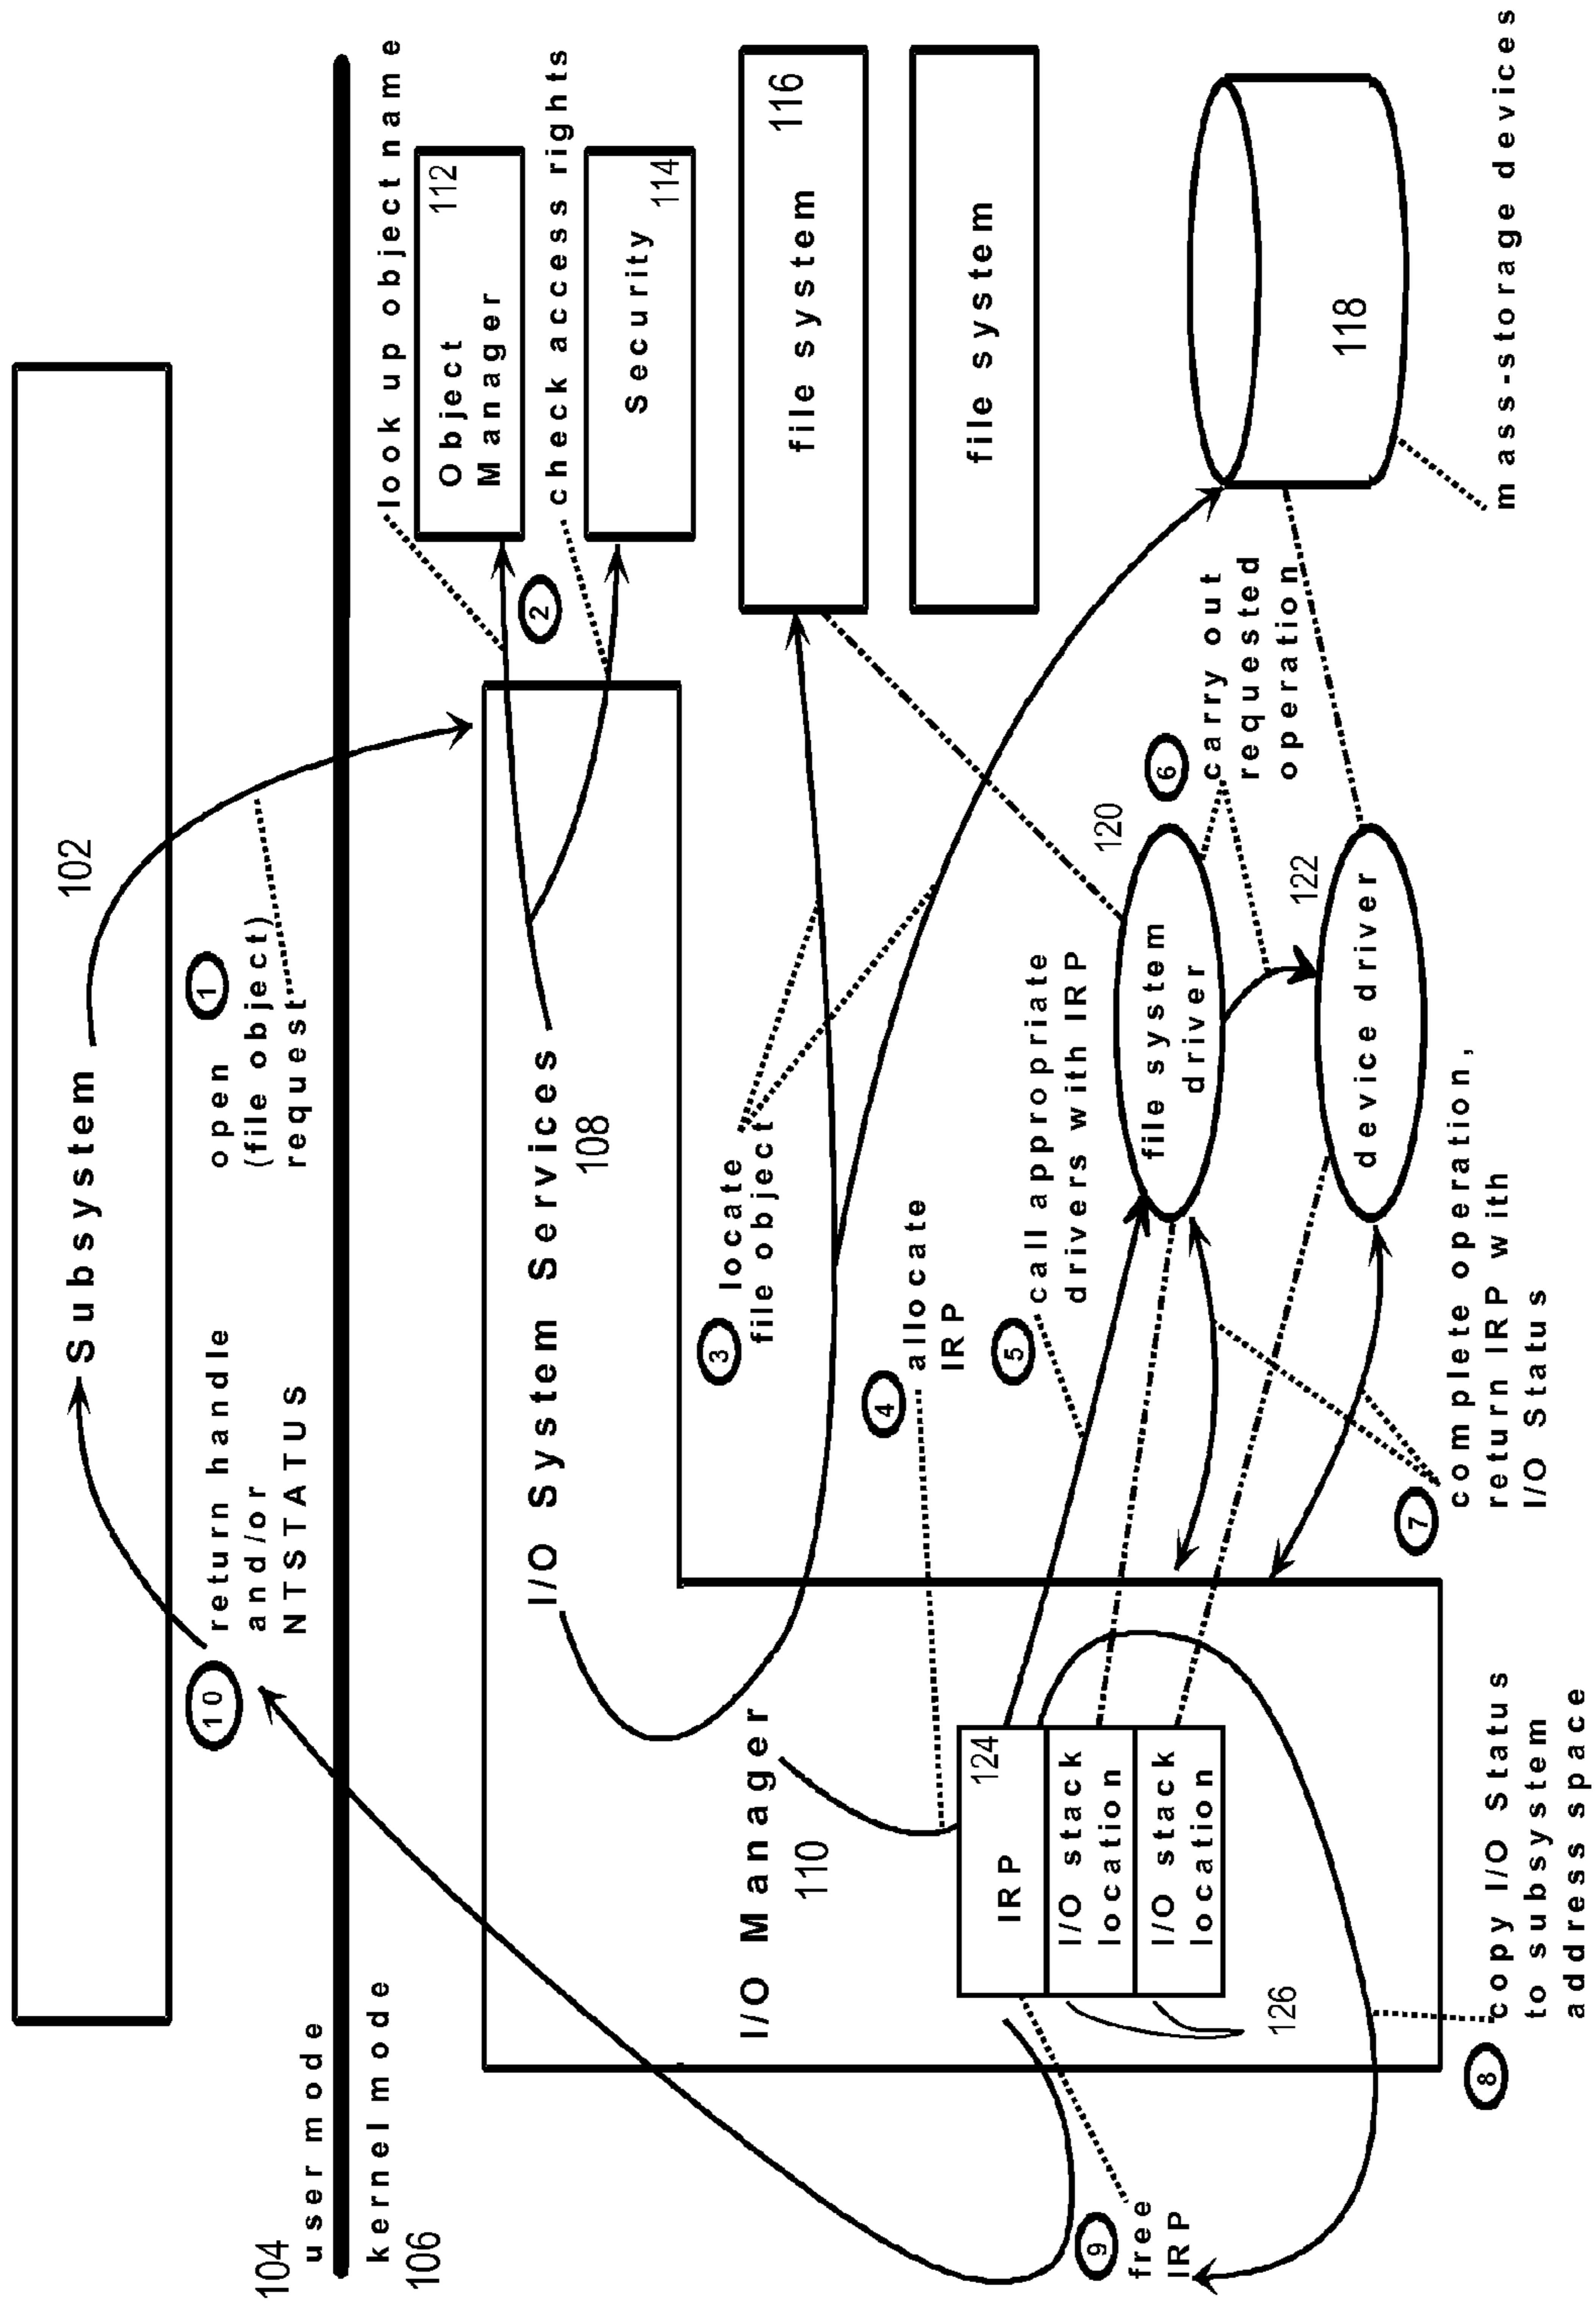 Subsystem
102
1
open
(file object)
request
10
return handle
and/or
NTSTATUS
104
user mode
kernel mode
106
look up object name
Object
Manager
112
2
check access rights
Security
114
I/O System Services
108
3
locate
file object
file system
116
file system
I/O Manager
110
4
allocate
IRP
5
call appropriate
drivers with IRP
IRP
124
I/O stack
location
I/O stack
location
126
file system
driver
120
6
carry out
requested
operation
device driver
122
118
mass-storage devices
7
complete operation,
return IRP with
I/O Status
8
copy I/O Status
to subsystem
address space
9
free
IRP